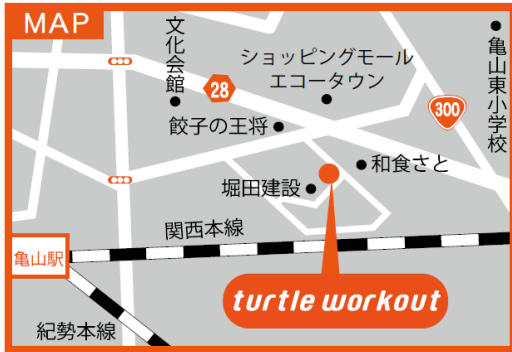 MAP
文化会館
ショッピングモール
エコータウン
亀山東小学校
28
300
餃子の王将
和食さと
堀田建設
関西本線
亀山駅
turtle workout
紀勢本線